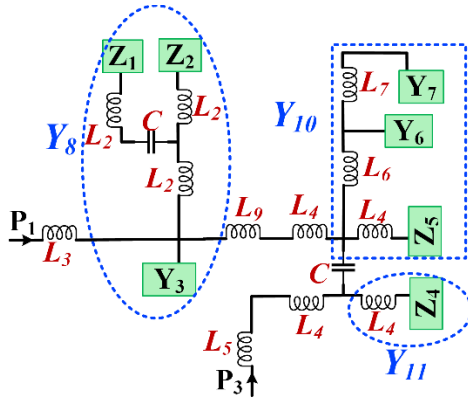 Z1 Z2
L7 Y7
Y8 L2 C L2 Y10 Y6
L2 L6
P1 L9 L4 L4 Z5
L3 Y3
C
L4 L4 Z4
L5 Y11
P3